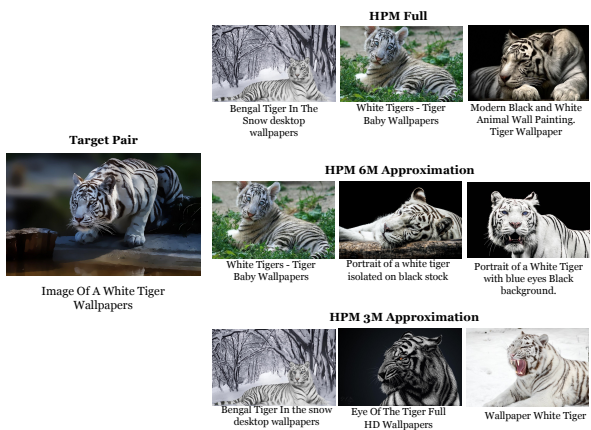 HPM Full
Bengal Tiger In The
Snow desktop
wallpapers
White Tigers - Tiger
Baby Wallpapers
Modern Black and White
Animal Wall Painting.
Tiger Wallpaper
Target Pair
Image Of A White Tiger
Wallpapers
HPM 6M Approximation
White Tigers - Tiger
Baby Wallpapers
Portrait of a white tiger
isolated on black stock
Portrait of a White Tiger
with blue eyes Black
background.
HPM 3M Approximation
Bengal Tiger In the snow
desktop wallpapers
Eye Of The Tiger Full
HD Wallpapers
Wallpaper White Tiger